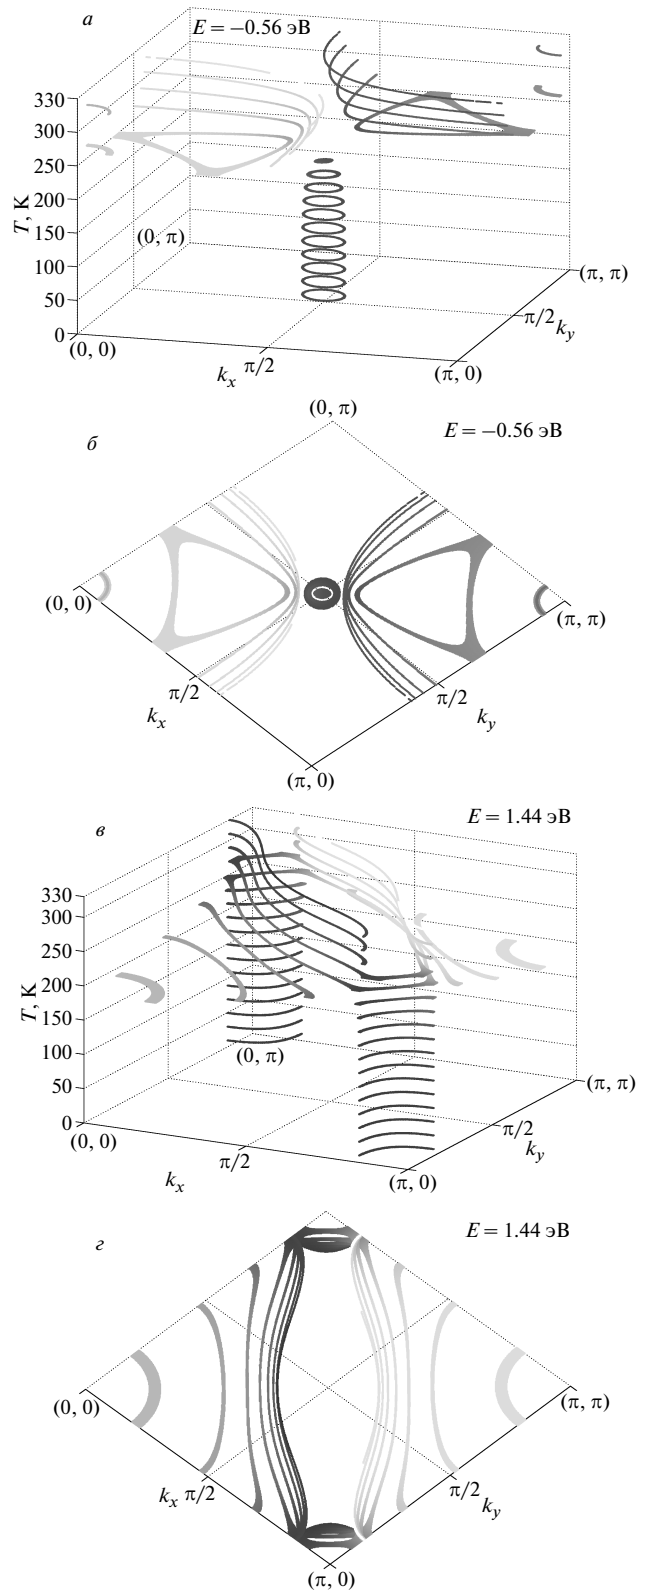 а
E = −0.56 эВ
330
300
250
200
150
100
50
0
T, K
(0, π)
(0, 0)
π/2
k_x
(π, 0)
π/2
k_y
(π, π)
б
(0, π)
E = −0.56 эВ
(0, 0)
(π, π)
π/2
π/2
k_x
k_y
(π, 0)
в
E = 1.44 эВ
330
300
250
200
150
100
50
0
T, K
(0, π)
(π, π)
(0, 0)
π/2
π/2
k_x
k_y
(π, 0)
г
E = 1.44 эВ
(0, 0)
(π, π)
k_x π/2
π/2 k_y
(π, 0)